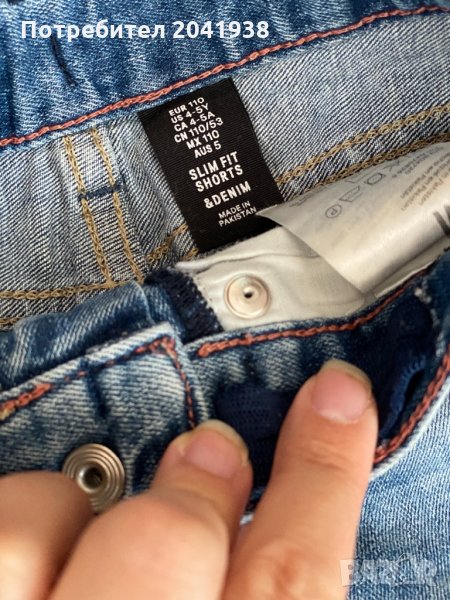 Потребител 2041938
EUR 110
US 4-5Y
CA 4-5A
CN 110/53
MX 110
AUS 5
SLIM FIT
SHORTS
&DENIM
MADE IN
PAKISTAN
BAZAR